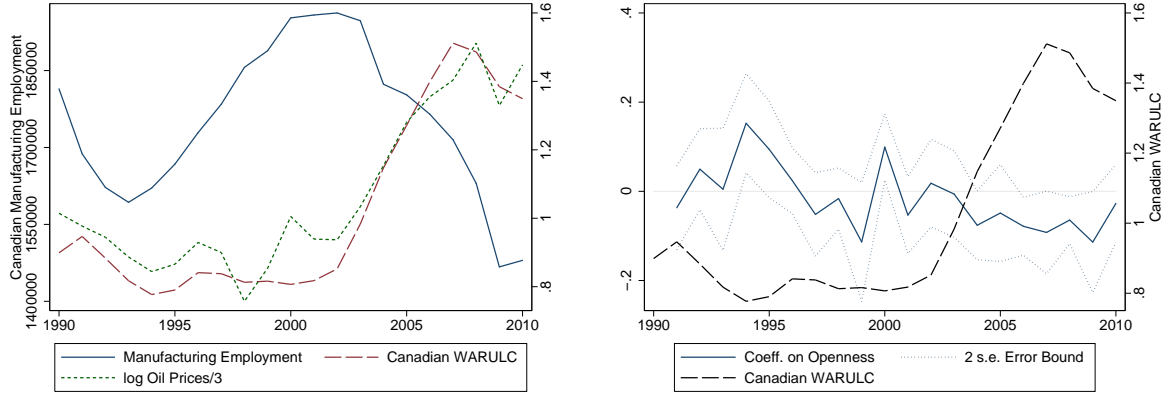 Canadian Manufacturing Employment
1850000
1700000
1550000
1400000
1.6
1.4
1.2
1
.8
1990 1995 2000 2005 2010
Manufacturing Employment Canadian WARULC
log Oil Prices/3
.4
.2
0
-.2
1.6
1.4
1.2
1
.8
Canadian WARULC
1990 1995 2000 2005 2010
Coeff. on Openness 2 s.e. Error Bound
Canadian WARULC